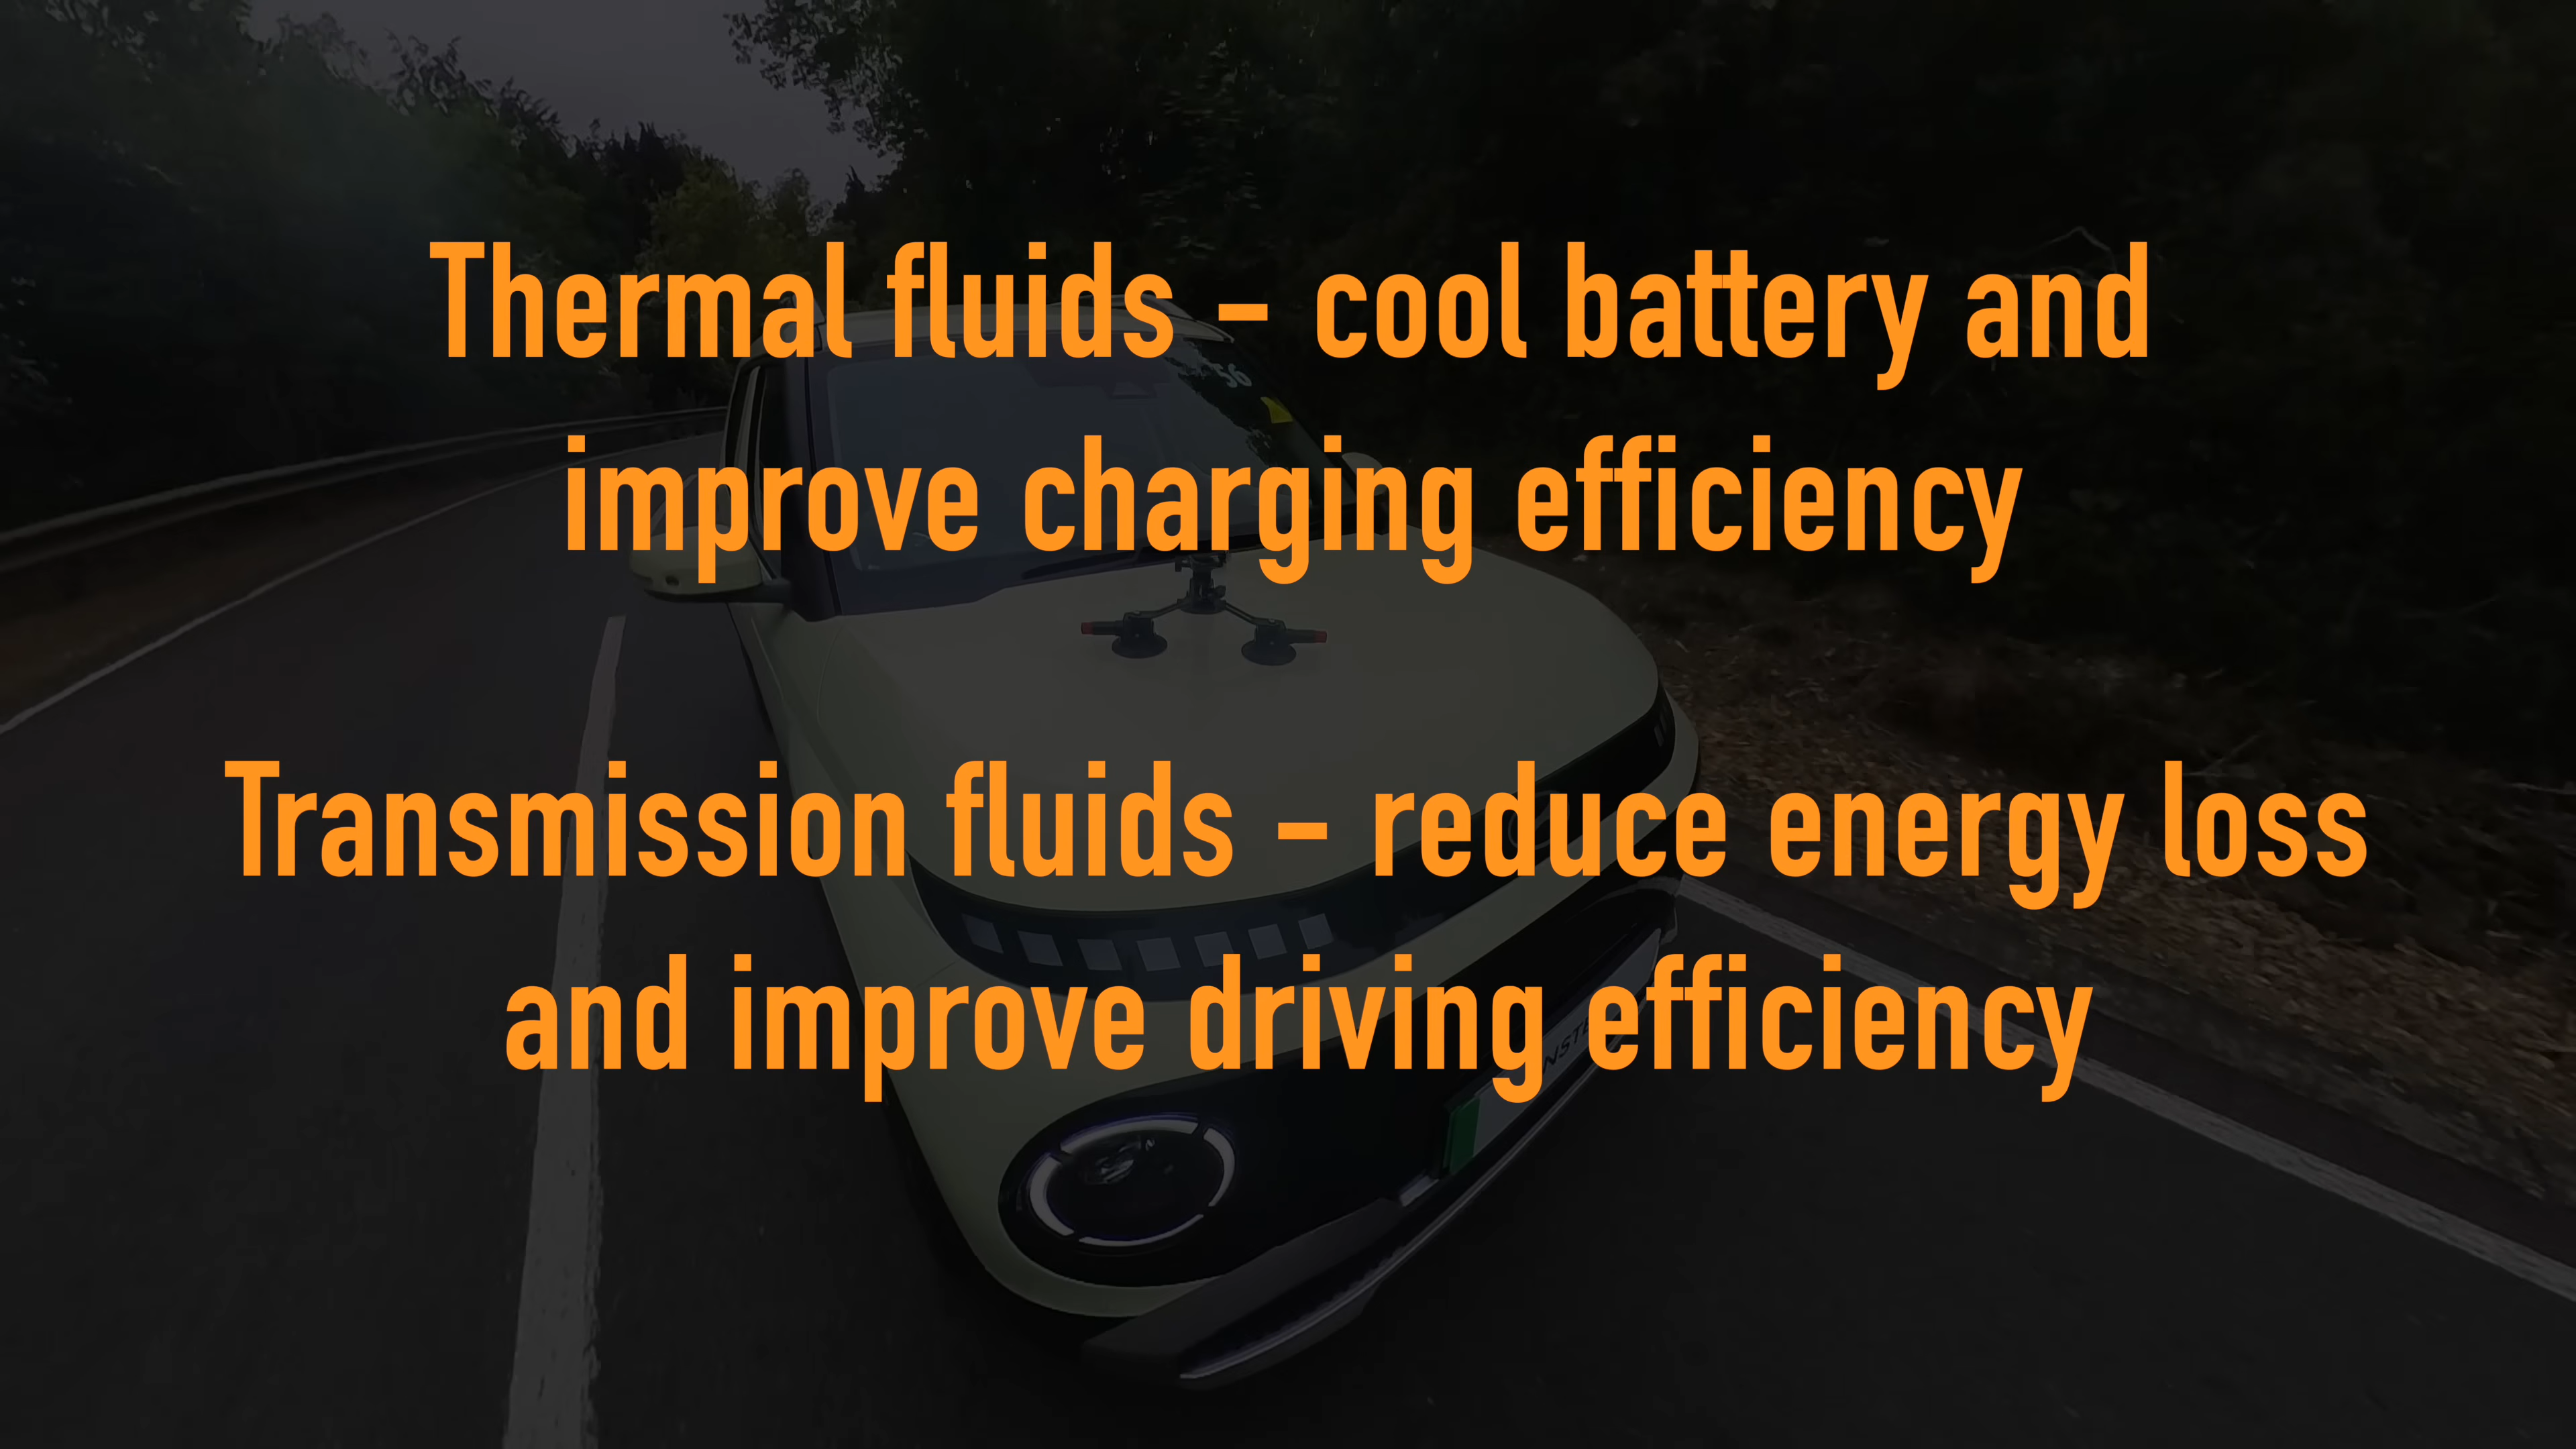 Thermal fluids – cool battery and
improve charging efficiency
Transmission fluids – reduce energy loss
and improve driving efficiency